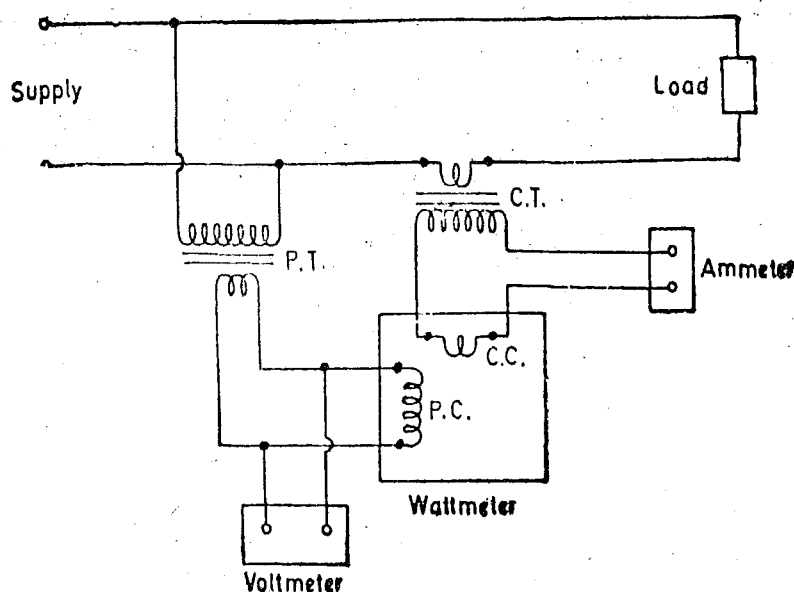 Supply
Load
C.T.
P.T.
Ammeter
C.C.
P.C.
Wattmeter
Voltmeter